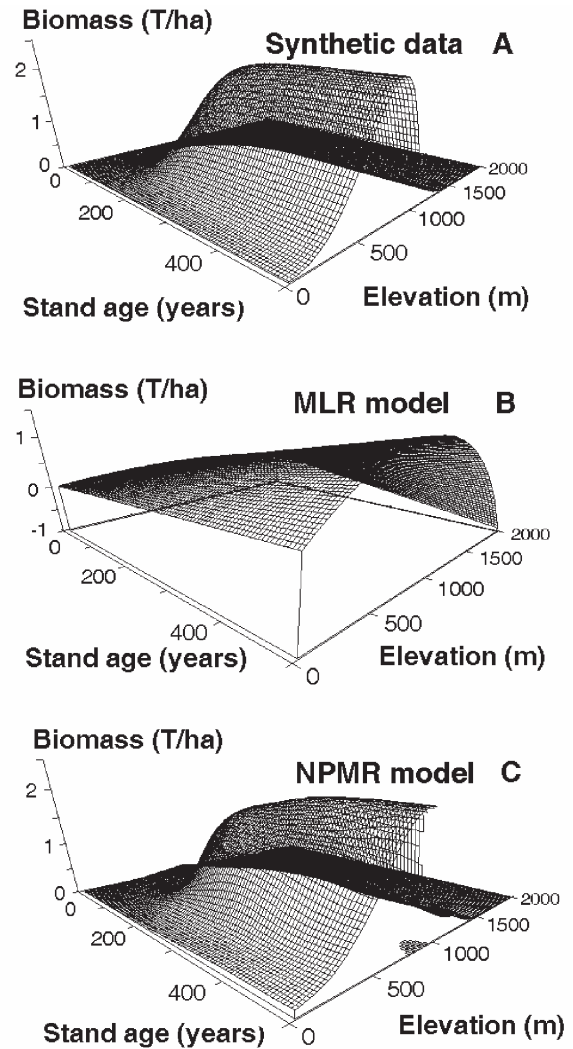 Biomass (T/ha)
Synthetic data A
2
1
0
0
200
400
0
500
1000
1500
2000
Stand age (years)
Elevation (m)
Biomass (T/ha)
MLR model B
1
0
-1
0
200
400
0
500
1000
1500
2000
Stand age (years)
Elevation (m)
Biomass (T/ha)
NPMR model C
2
1
0
0
200
400
0
500
1000
1500
2000
Stand age (years)
Elevation (m)